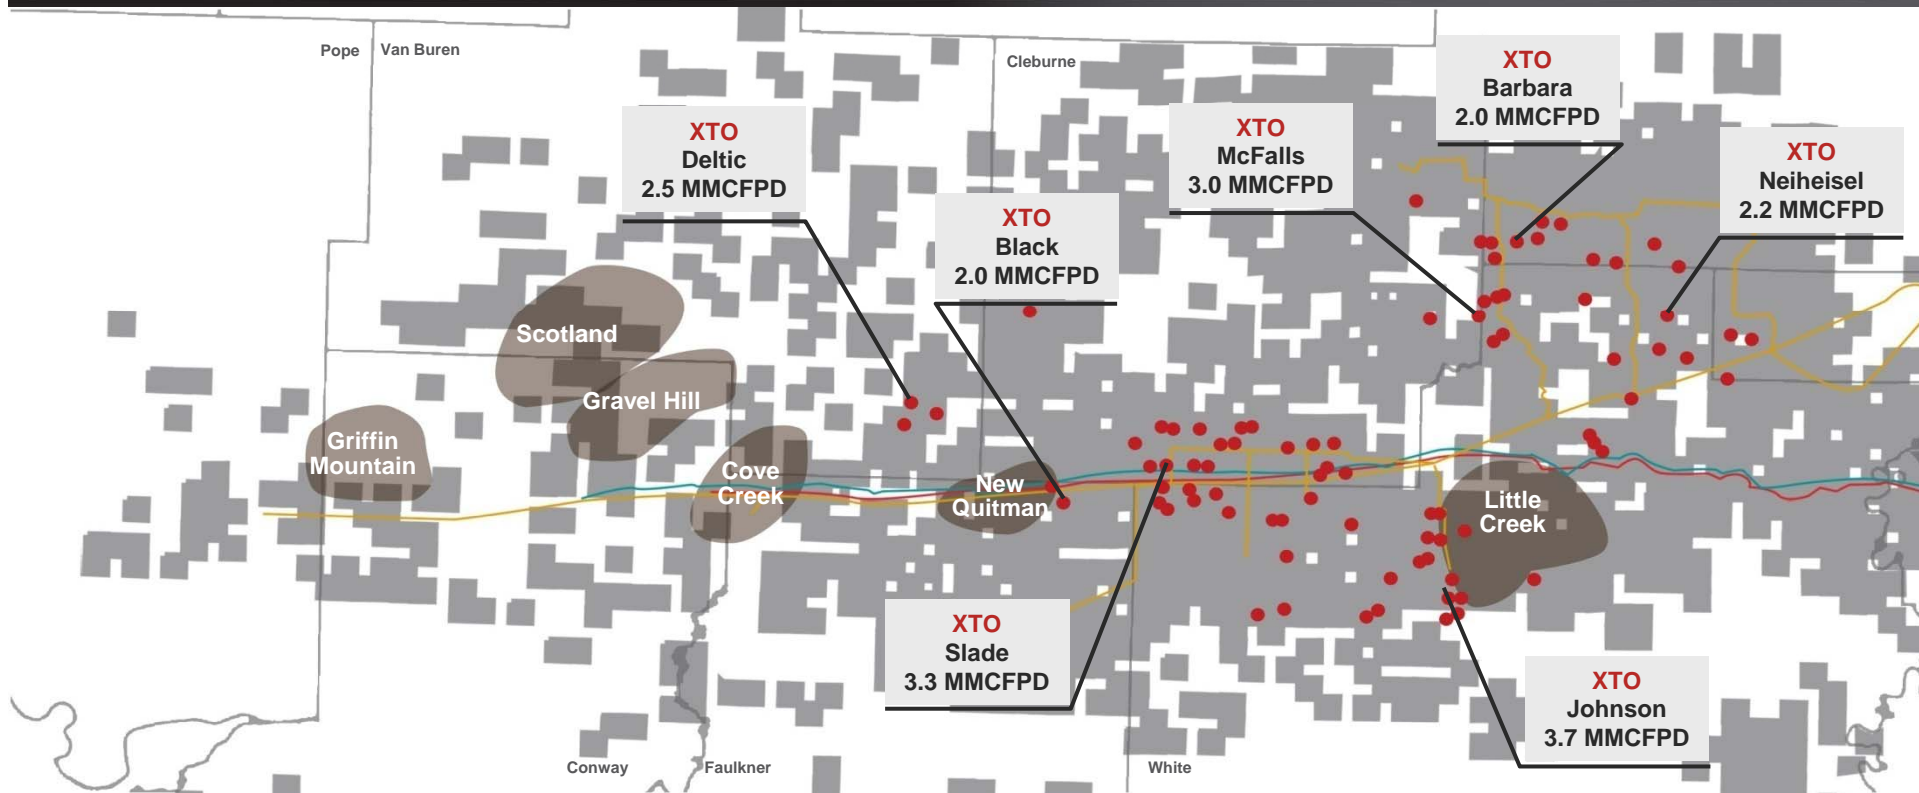 Pope
Van Buren
Cleburne
XTO
Barbara
2.0 MMCFPD
XTO
Deltic
2.5 MMCFPD
XTO
McFalls
3.0 MMCFPD
XTO
Neiheisel
2.2 MMCFPD
XTO
Black
2.0 MMCFPD
Scotland
Gravel Hill
Griffin
Mountain
Cove
Creek
New
Quitman
Little
Creek
XTO
Slade
3.3 MMCFPD
XTO
Johnson
3.7 MMCFPD
Conway
Faulkner
White